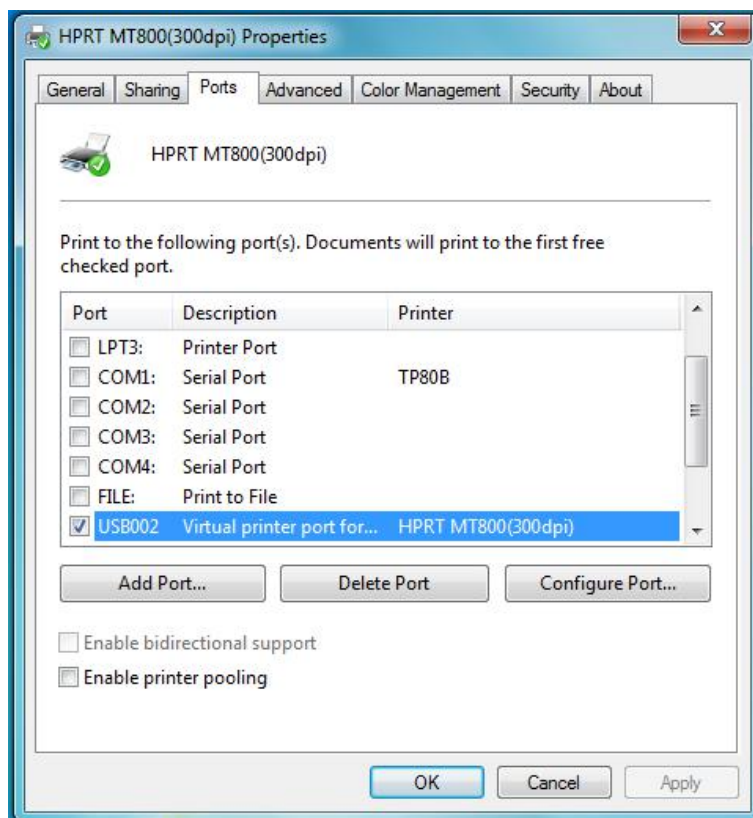 HPRT MT800(300dpi) Properties
General Sharing Ports Advanced Color Management Security About
HPRT MT800(300dpi)
Print to the following port(s). Documents will print to the first free
checked port.
Port Description Printer
LPT3: Printer Port
COM1: Serial Port TP80B
COM2: Serial Port
COM3: Serial Port
COM4: Serial Port
FILE: Print to File
USB002 Virtual printer port for... HPRT MT800(300dpi)
Add Port... Delete Port Configure Port...
Enable bidirectional support
Enable printer pooling
OK Cancel Apply